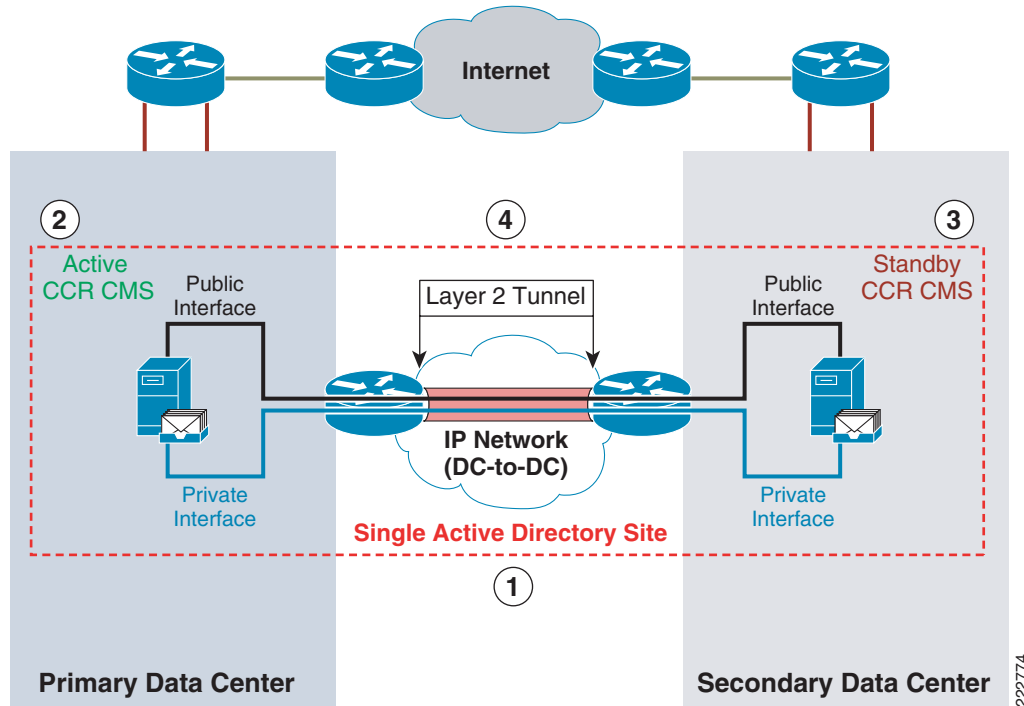 Internet
2
4
3
Active
CCR CMS
Public
Interface
Layer 2 Tunnel
Public
Interface
Standby
CCR CMS
IP Network
(DC-to-DC)
Private
Interface
Private
Interface
Single Active Directory Site
1
Primary Data Center
Secondary Data Center
222774